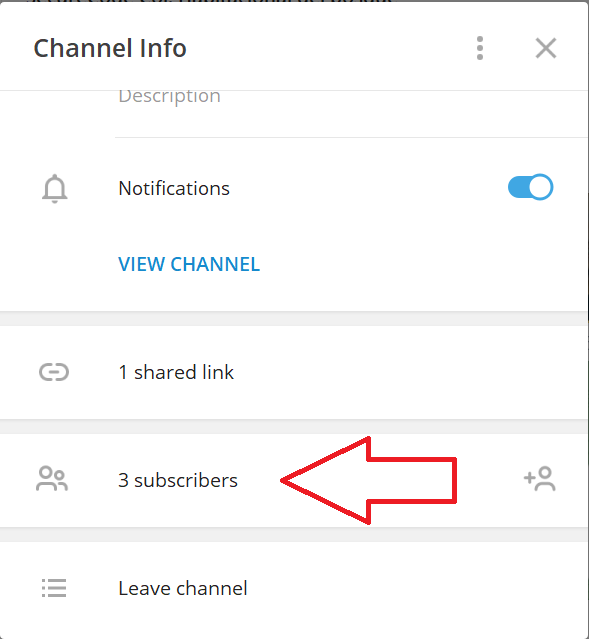 Channel Info
Description
Notifications
VIEW CHANNEL
1 shared link
3 subscribers
Leave channel